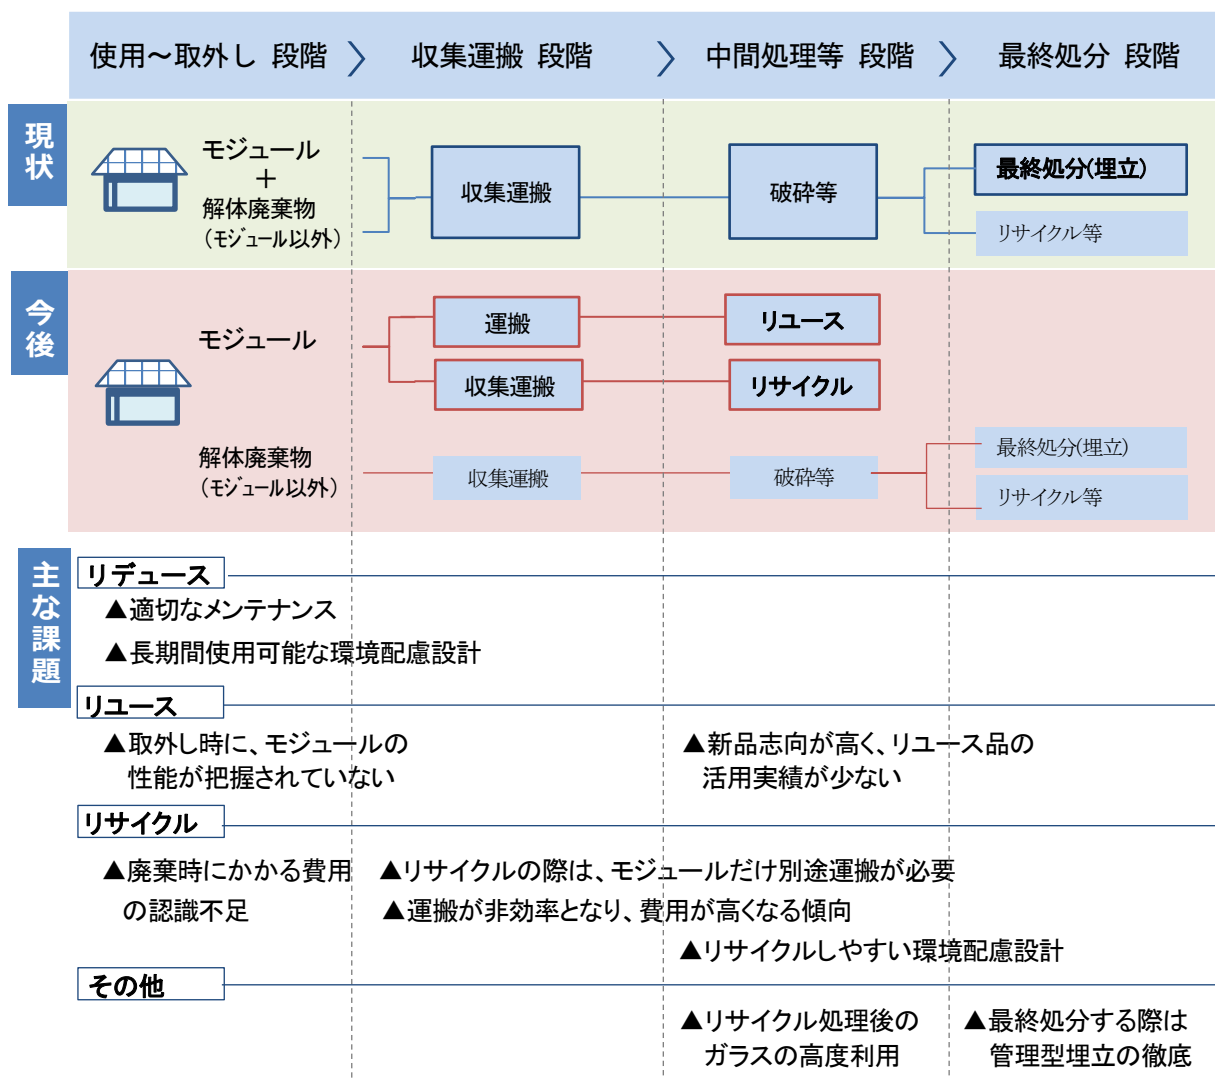 使用～取外し 段階
収集運搬 段階
中間処理等 段階
最終処分 段階
現状
モジュール
＋
解体廃棄物
（ﾓｼﾞｭｰﾙ以外）
収集運搬
破砕等
最終処分(埋立)
リサイクル等
今後
モジュール
運搬
リユース
収集運搬
リサイクル
解体廃棄物
（ﾓｼﾞｭｰﾙ以外）
収集運搬
破砕等
最終処分(埋立)
リサイクル等
主な課題
リデュース
▲適切なメンテナンス
▲長期間使用可能な環境配慮設計
リユース
▲取外し時に、モジュールの
性能が把握されていない
▲新品志向が高く、リユース品の
活用実績が少ない
リサイクル
▲廃棄時にかかる費用
の認識不足
▲リサイクルの際は、モジュールだけ別途運搬が必要
▲運搬が非効率となり、費用が高くなる傾向
▲リサイクルしやすい環境配慮設計
その他
▲リサイクル処理後の
ガラスの高度利用
▲最終処分する際は
管理型埋立の徹底